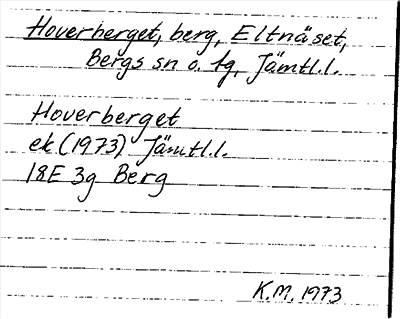 Hoverberget, berg, Eltnäset,
Bergs sn o. tg, Jämtl.l.
Hoverberget
ek(1973) Jämtl.l.
18E 3g Berg
K.M. 1973